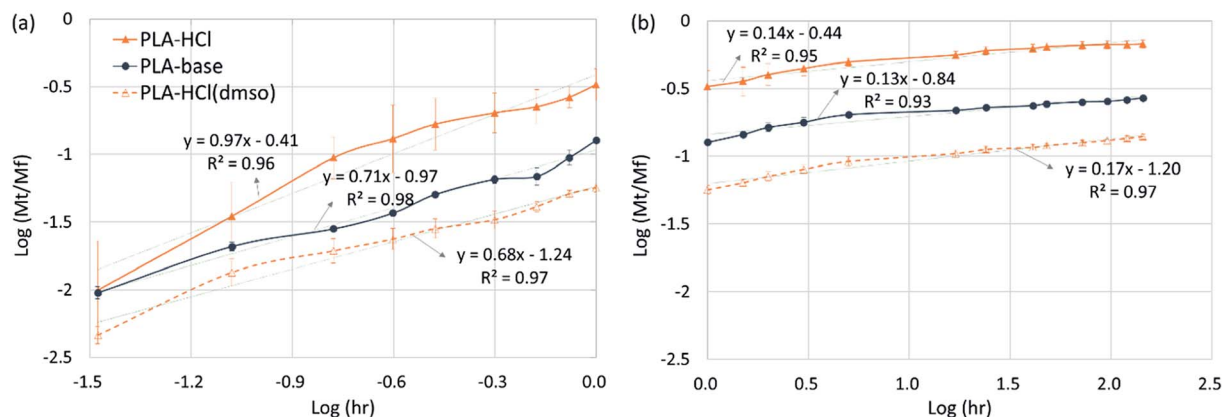 (a)
PLA-HCl
PLA-base
PLA-HCl(dmso)
y = 0.97x - 0.41
R² = 0.96
y = 0.71x - 0.97
R² = 0.98
y = 0.68x - 1.24
R² = 0.97
Log (Mt/Mf)
0
-0.5
-1
-1.5
-2
-2.5
-1.5
-1.2
-0.9
-0.6
-0.3
0.0
Log (hr)
(b)
y = 0.14x - 0.44
R² = 0.95
y = 0.13x - 0.84
R² = 0.93
y = 0.17x - 1.20
R² = 0.97
Log (Mt/Mf)
0
-0.5
-1
-1.5
-2
-2.5
0.0
0.5
1.0
1.5
2.0
2.5
Log (hr)